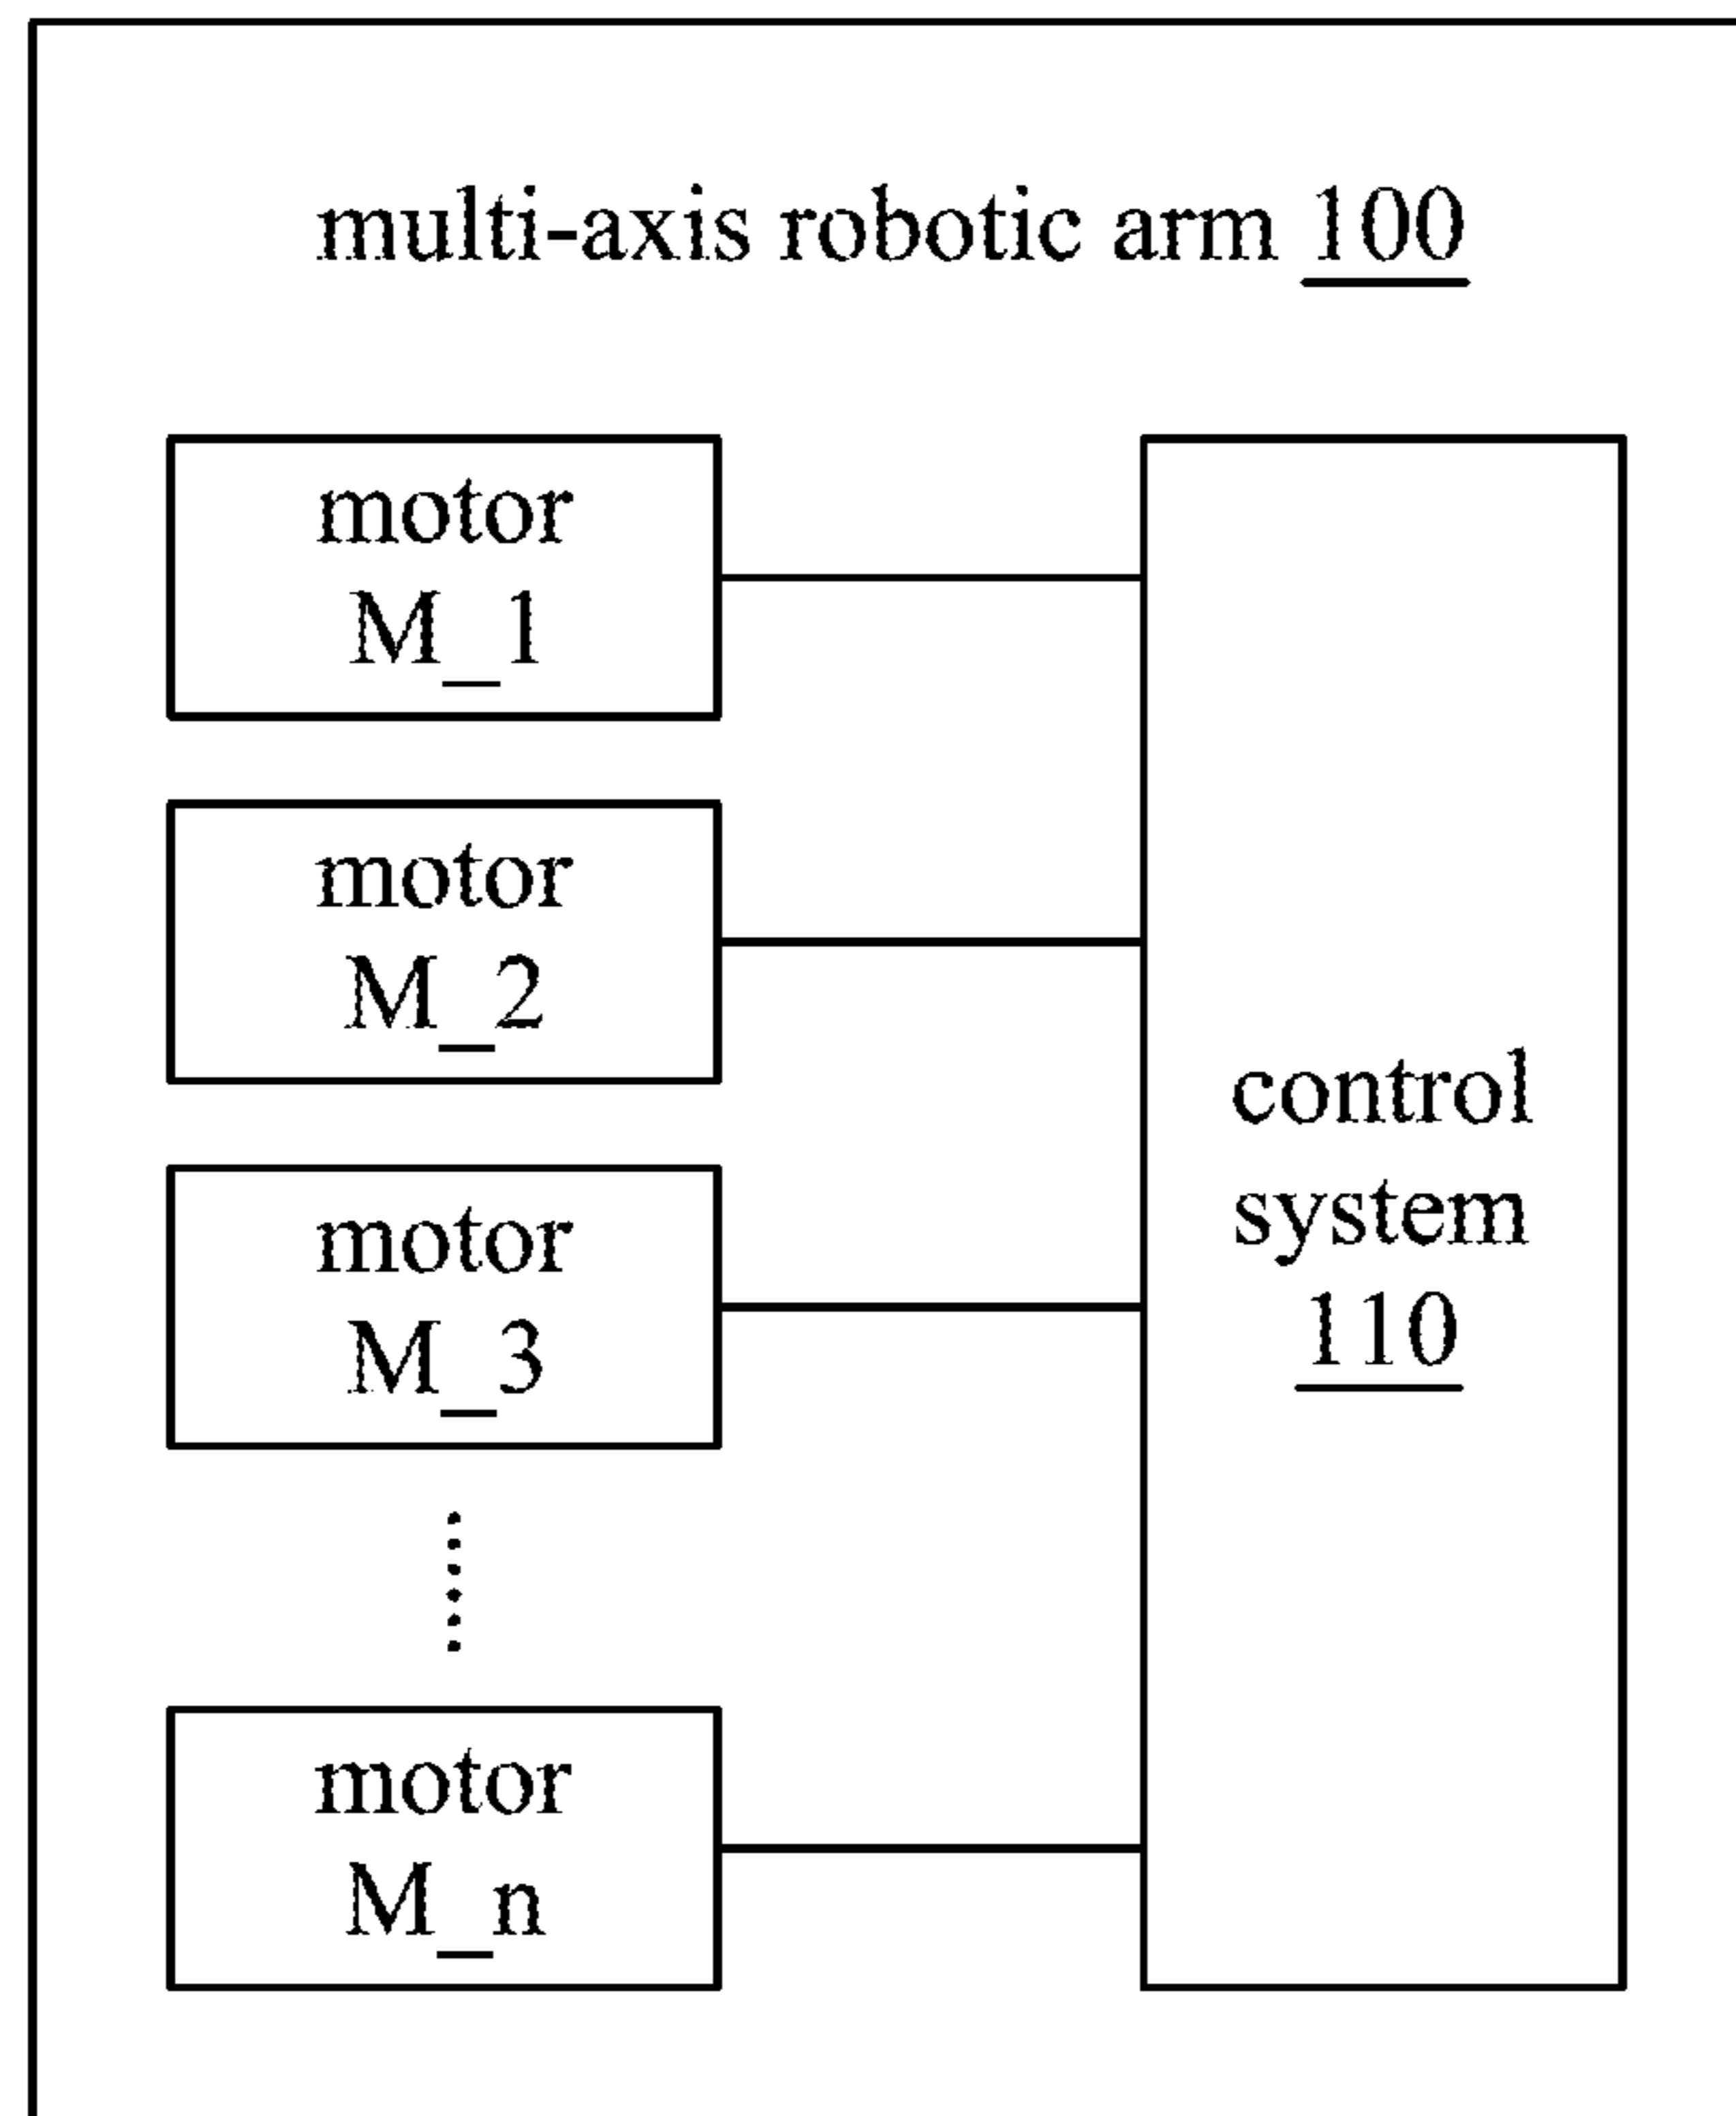 multi-axis robotic arm 100
motor
M_1
motor
M_2
motor
M_3
motor
M_n
control
system
110